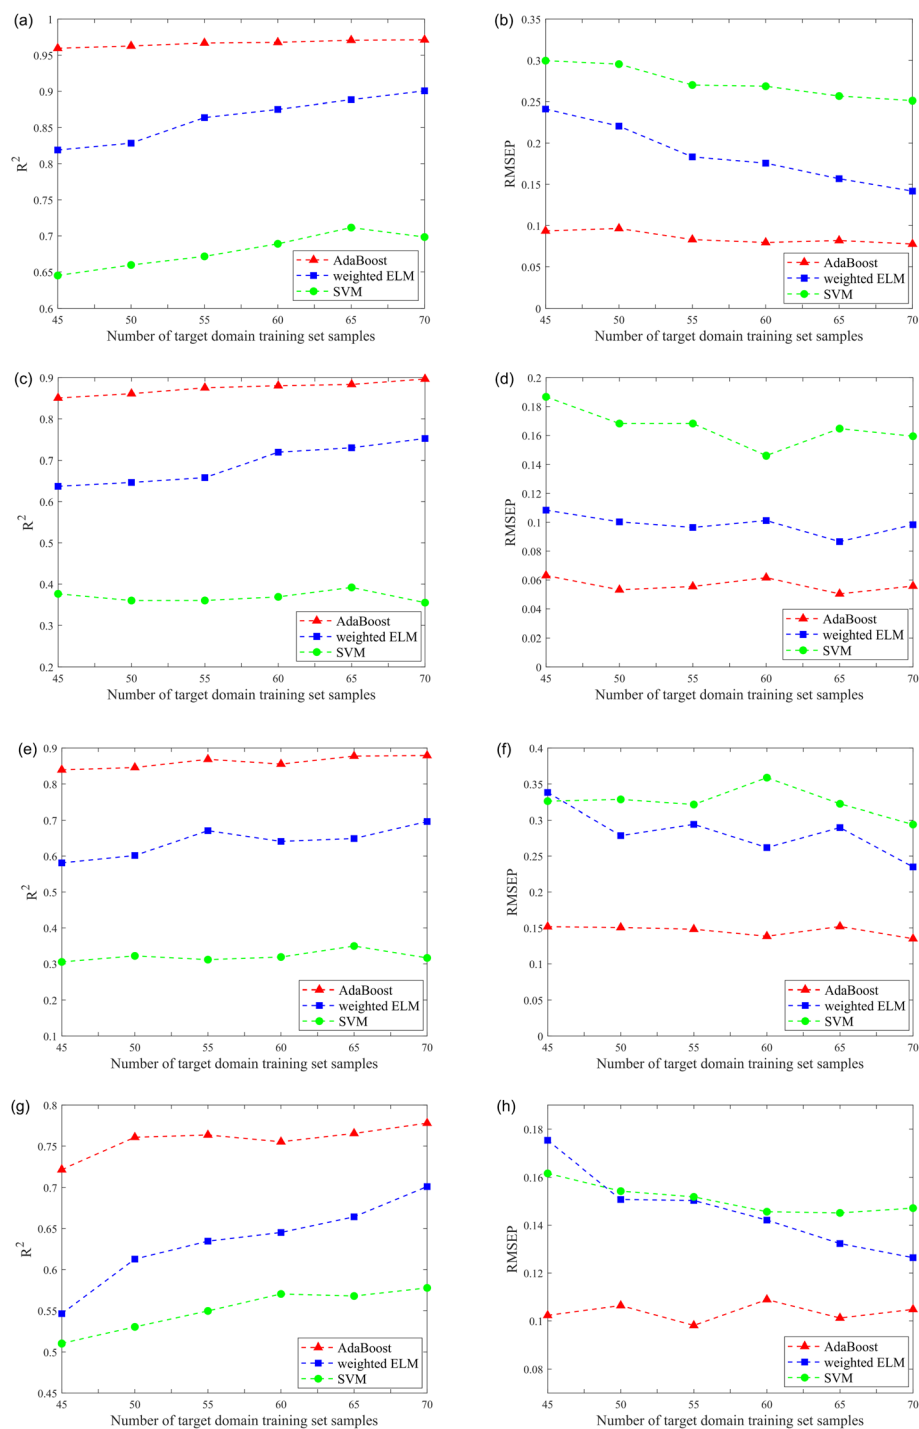 (a)
1
0.95
0.9
0.85
0.8
0.75
0.7
0.65
0.6
R2
45 50 55 60 65 70
Number of target domain training set samples
AdaBoost
weighted ELM
SVM
(b)
0.35
0.3
0.25
0.2
0.15
0.1
0.05
0
RMSEP
45 50 55 60 65 70
Number of target domain training set samples
AdaBoost
weighted ELM
SVM
(c)
0.9
0.8
0.7
0.6
0.5
0.4
0.3
0.2
R2
45 50 55 60 65 70
Number of target domain training set samples
AdaBoost
weighted ELM
SVM
(d)
0.2
0.18
0.16
0.14
0.12
0.1
0.08
0.06
0.04
0.02
0
RMSEP
45 50 55 60 65 70
Number of target domain training set samples
AdaBoost
weighted ELM
SVM
(e)
0.9
0.8
0.7
0.6
0.5
0.4
0.3
0.2
0.1
R2
45 50 55 60 65 70
Number of target domain training set samples
AdaBoost
weighted ELM
SVM
(f)
0.4
0.35
0.3
0.25
0.2
0.15
0.1
0.05
0
RMSEP
45 50 55 60 65 70
Number of target domain training set samples
AdaBoost
weighted ELM
SVM
(g)
0.8
0.75
0.7
0.65
0.6
0.55
0.5
0.45
R2
45 50 55 60 65 70
Number of target domain training set samples
AdaBoost
weighted ELM
SVM
(h)
0.18
0.16
0.14
0.12
0.1
0.08
RMSEP
45 50 55 60 65 70
Number of target domain training set samples
AdaBoost
weighted ELM
SVM